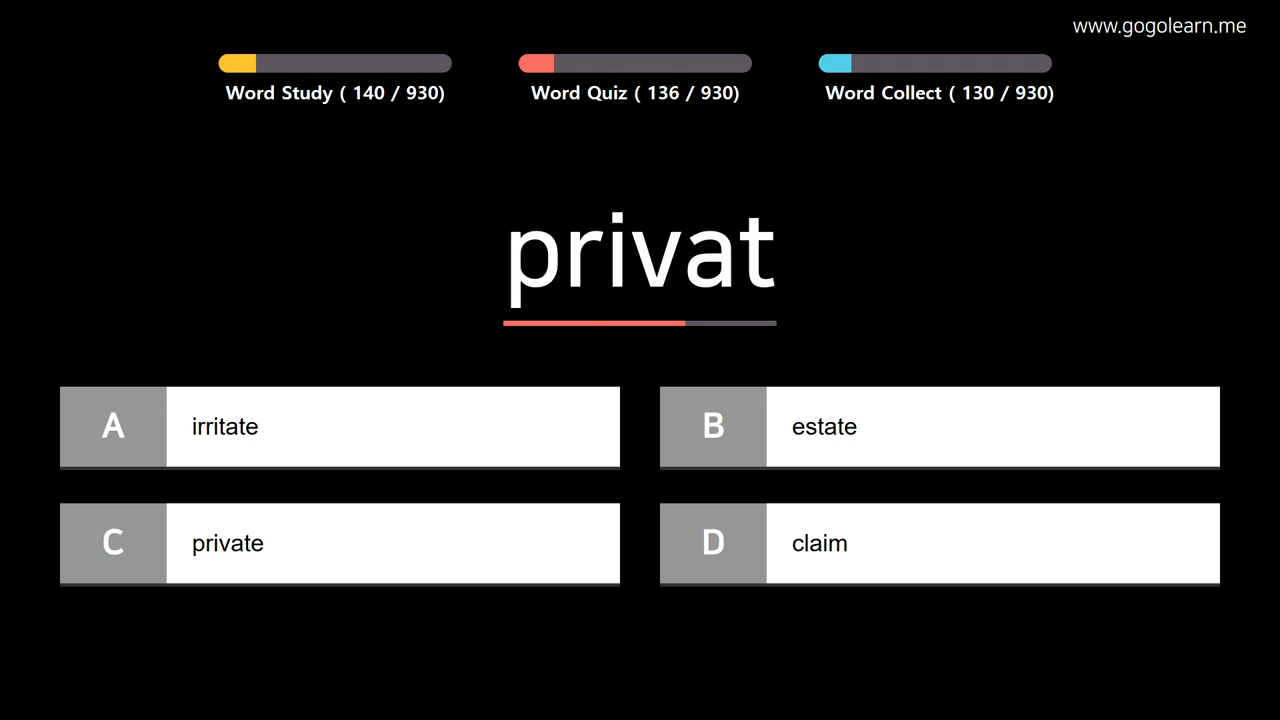 www.gogolearn.me
Word Study ( 140 / 930)
Word Quiz ( 136 / 930)
Word Collect ( 130 / 930)
privat
A irritate
B estate
C private
D claim